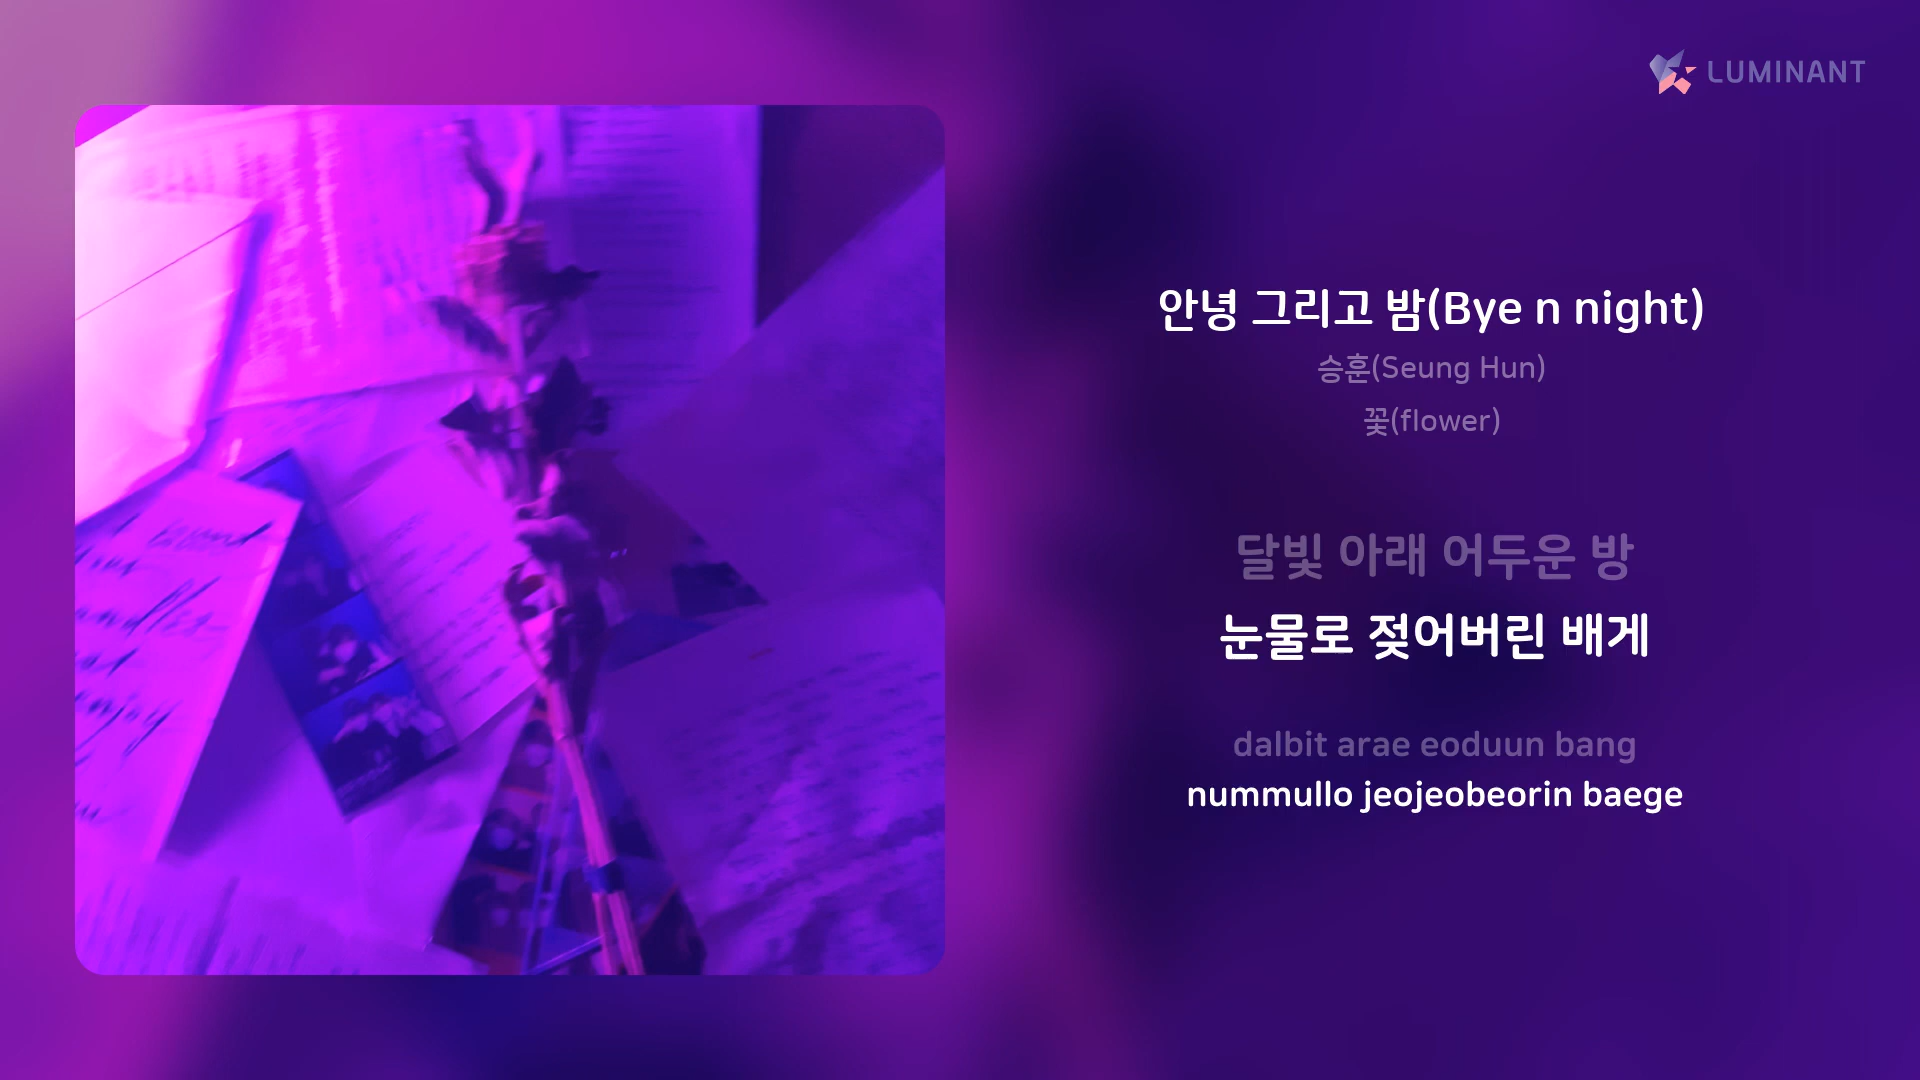 LUMINANT
안녕 그리고 밤(Bye n night)
승훈(Seung Hun)
꽃(flower)
달빛 아래 어두운 방
눈물로 젖어버린 배게
dalbit arae eoduun bang
nummullo jeojeobeorin baege